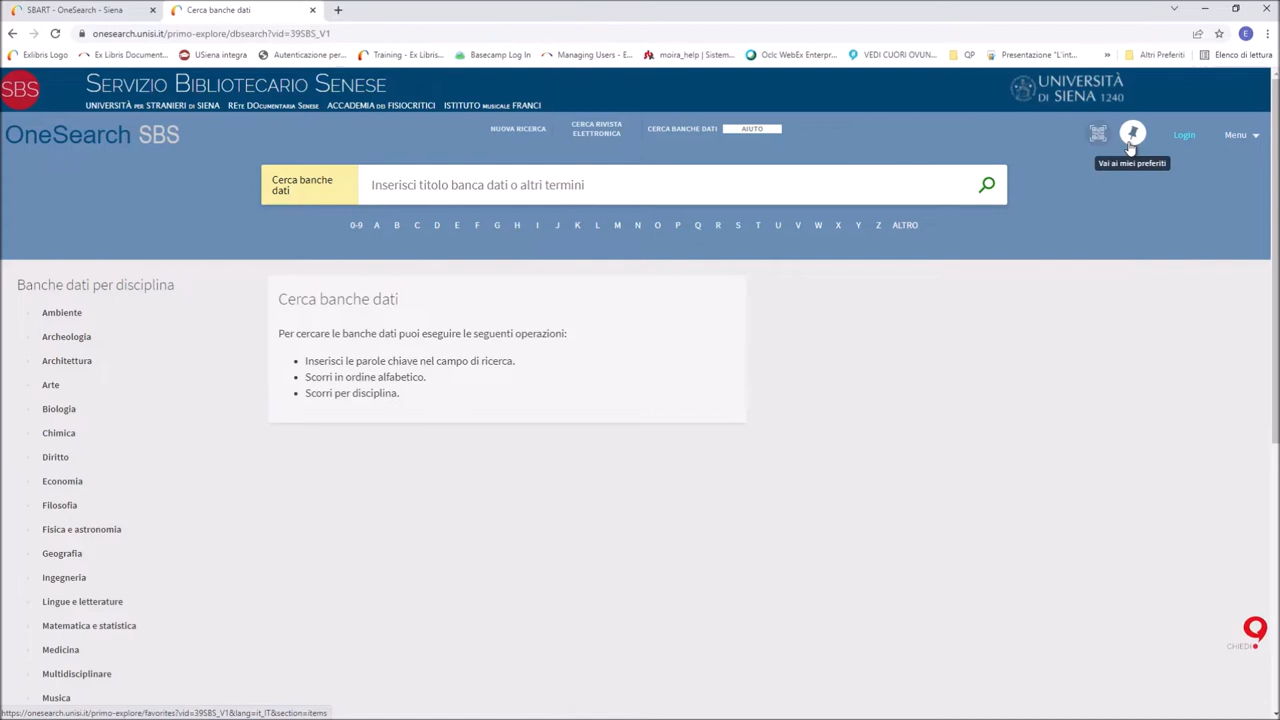 SBART - OneSearch - Siena
Cerca banche dati
onesearch.unisi.it/primo-explore/dbsearch?vid=39SBS_V1
Exlibris Cloud
Ex Libris Document...
USiena integra
Autenticazione per...
Training - Ex Libris...
Basecamp Log In
Managing Users - E...
moira_help | Sistem...
Oclc WebEx Enterpr...
VEDI CUORI OVUN...
QP
Presentazione "L'int...
»
Altri Preferiti
Elenco di lettura
SBS
SERVIZIO BIBLIOTECARIO SENESE
UNIVERSITÀ PER STRANIERI DI SIENA RETE DOCUMENTARIA SENESE ACCADEMIA DEI FISIOCRITICI ISTITUTO MUSICALE FRANCI
UNIVERSITÀ
DI SIENA 1240
OneSearch SBS
NUOVA RICERCA
CERCA RIVISTA
ELETTRONICA
CERCA BANCHE DATI
AIUTO
Login
Menu
Vai ai miei preferiti
Cerca banche
dati
Inserisci titolo banca dati o altri termini
0-9 A B C D E F G H I J K L M N O P Q R S T U V W X Y Z ALTRO
Banche dati per disciplina
Ambiente
Archeologia
Architettura
Arte
Biologia
Chimica
Diritto
Economia
Filosofia
Fisica e astronomia
Geografia
Ingegneria
Lingue e letterature
Matematica e statistica
Medicina
Multidisciplinare
Musica
Cerca banche dati
Per cercare le banche dati puoi eseguire le seguenti operazioni:
• Inserisci le parole chiave nel campo di ricerca.
• Scorri in ordine alfabetico.
• Scorri per disciplina.
CHIEDI
https://onesearch.unisi.it/primo-explore/favorites?vid=39SBS_V1&lang=it_IT&section=items
E